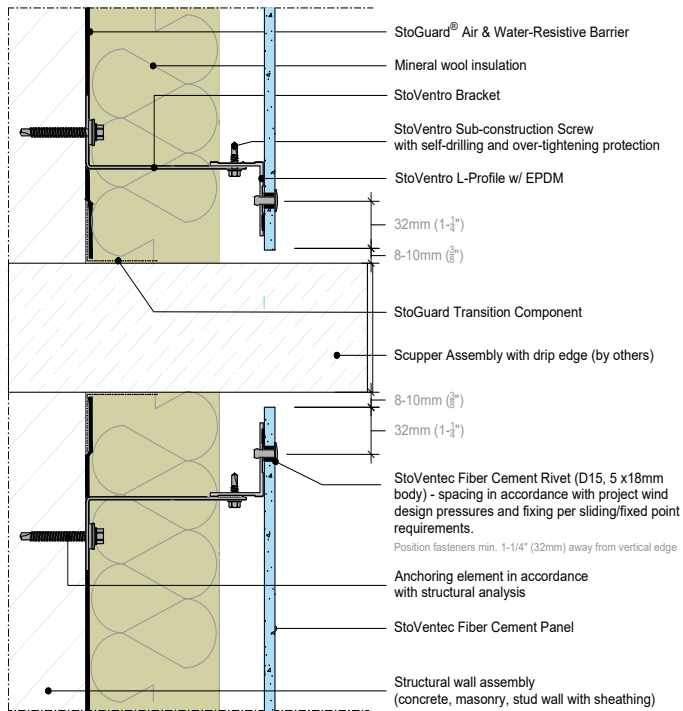 StoGuard® Air & Water-Resistive Barrier
Mineral wool insulation
StoVentro Bracket
StoVentro Sub-construction Screw
with self-drilling and over-tightening protection
StoVentro L-Profile w/ EPDM
32mm (1-1/4")
8-10mm (3/8")
StoGuard Transition Component
Scupper Assembly with drip edge (by others)
8-10mm (3/8")
32mm (1-1/4")
StoVentec Fiber Cement Rivet (D15, 5 x18mm
body) - spacing in accordance with project wind
design pressures and fixing per sliding/fixed point
requirements.
Position fasteners min. 1-1/4" (32mm) away from vertical edge
Anchoring element in accordance
with structural analysis
StoVentec Fiber Cement Panel
Structural wall assembly
(concrete, masonry, stud wall with sheathing)